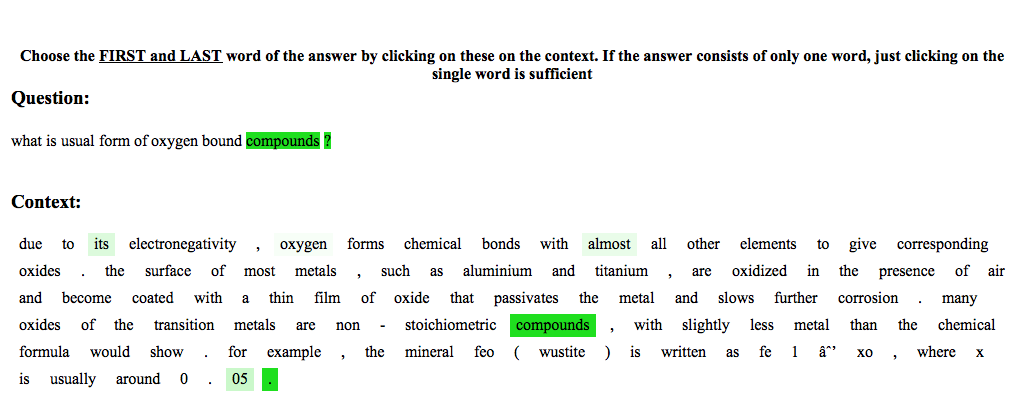 Choose the FIRST and LAST word of the answer by clicking on these on the context. If the answer consists of only one word, just clicking on the
single word is sufficient
Question:
what is usual form of oxygen bound compounds ?
Context:
due to its electronegativity , oxygen forms chemical bonds with almost all other elements to give corresponding
oxides . the surface of most metals , such as aluminium and titanium , are oxidized in the presence of air
and become coated with a thin film of oxide that passivates the metal and slows further corrosion . many
oxides of the transition metals are non - stoichiometric compounds , with slightly less metal than the chemical
formula would show . for example , the mineral feo ( wustite ) is written as fe 1 âˆ’ xo , where x
is usually around 0 . 05 .